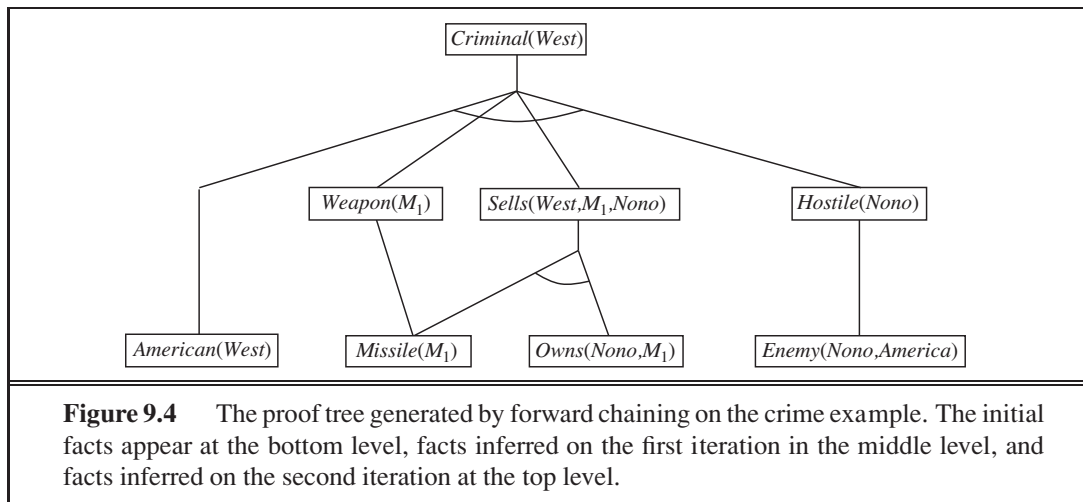 Criminal(West)
Weapon(M₁) Sells(West,M₁,Nono) Hostile(Nono)
American(West) Missile(M₁) Owns(Nono,M₁) Enemy(Nono,America)
Figure 9.4 The proof tree generated by forward chaining on the crime example. The initial
facts appear at the bottom level, facts inferred on the first iteration in the middle level, and
facts inferred on the second iteration at the top level.